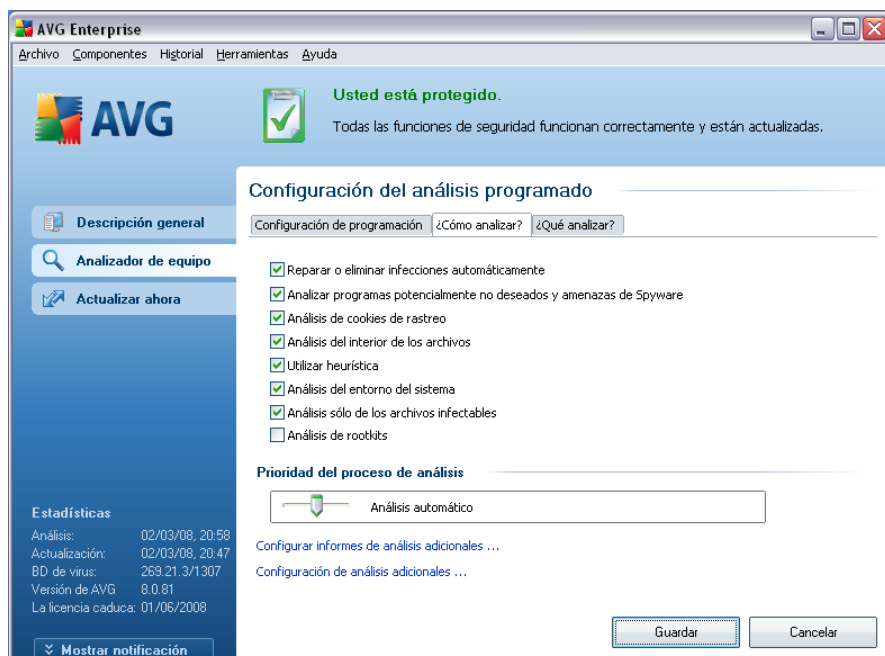 AVG Enterprise
Archivo Componentes Historial Herramientas Ayuda
AVG
Usted está protegido.
Todas las funciones de seguridad funcionan correctamente y están actualizadas.
Descripción general
Analizador de equipo
Actualizar ahora
Configuración del análisis programado
Configuración de programación ¿Cómo analizar? ¿Qué analizar?
Reparar o eliminar infecciones automáticamente
Analizar programas potencialmente no deseados y amenazas de Spyware
Análisis de cookies de rastreo
Análisis del interior de los archivos
Utilizar heurística
Análisis del entorno del sistema
Análisis sólo de los archivos infectables
Análisis de rootkits
Prioridad del proceso de análisis
Análisis automático
Configurar informes de análisis adicionales ...
Configuración de análisis adicionales ...
Estadísticas
Análisis: 02/03/08, 20:58
Actualización: 02/03/08, 20:47
BD de virus: 269.21.3/1307
Versión de AVG 8.0.81
La licencia caduca: 01/06/2008
Mostrar notificación
Guardar Cancelar